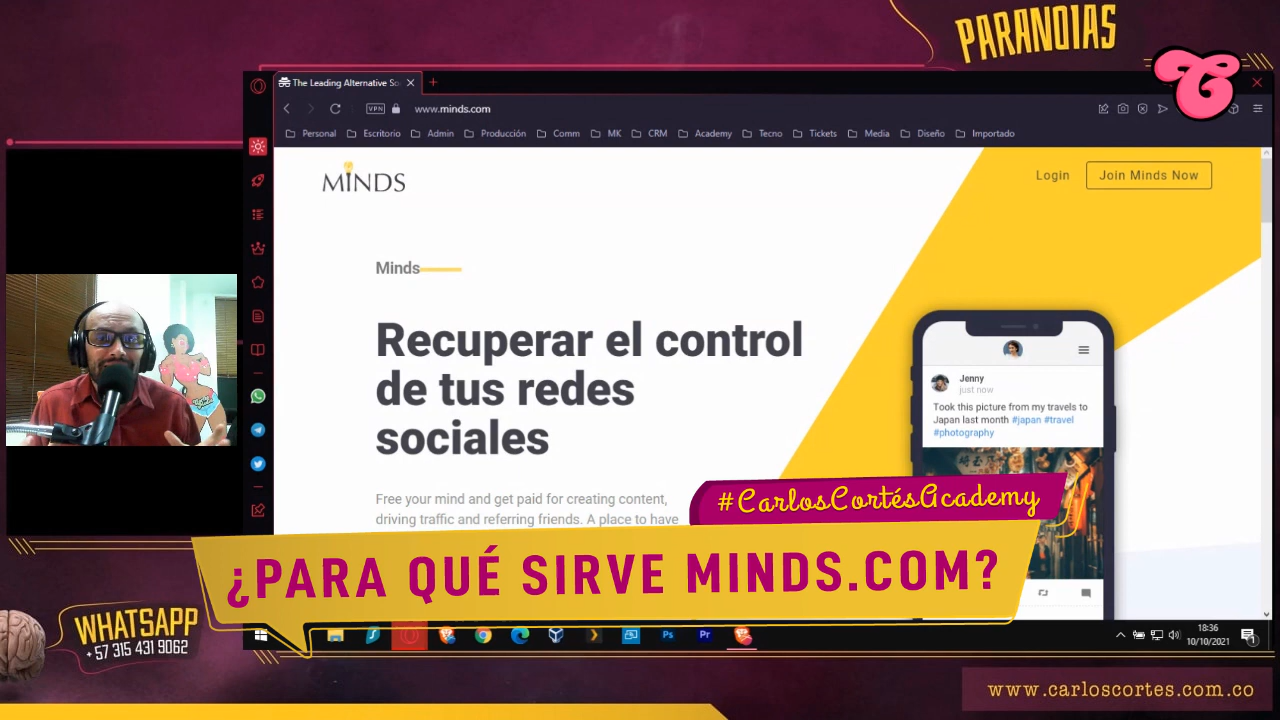 PARANOIAS
The Leading Alternative So
VPN
www.minds.com
Personal
Escritorio
Admin
Producción
Comm
MK
CRM
Academy
Tecno
Tickets
Media
Diseño
Importado
MINDS
Login
Join Minds Now
Minds
Recuperar el control
de tus redes
sociales
Free your mind and get paid for creating content,
driving traffic and referring friends. A place to have
Jenny
just now
Took this picture from my travels to
Japan last month #japan #travel
#photography
#CarlosCortésAcademy
¿PARA QUÉ SIRVE MINDS.COM?
WHATSAPP
+ 57 315 431 9062
Ps
Pr
18:36
10/10/2021
1
www.carloscortes.com.co